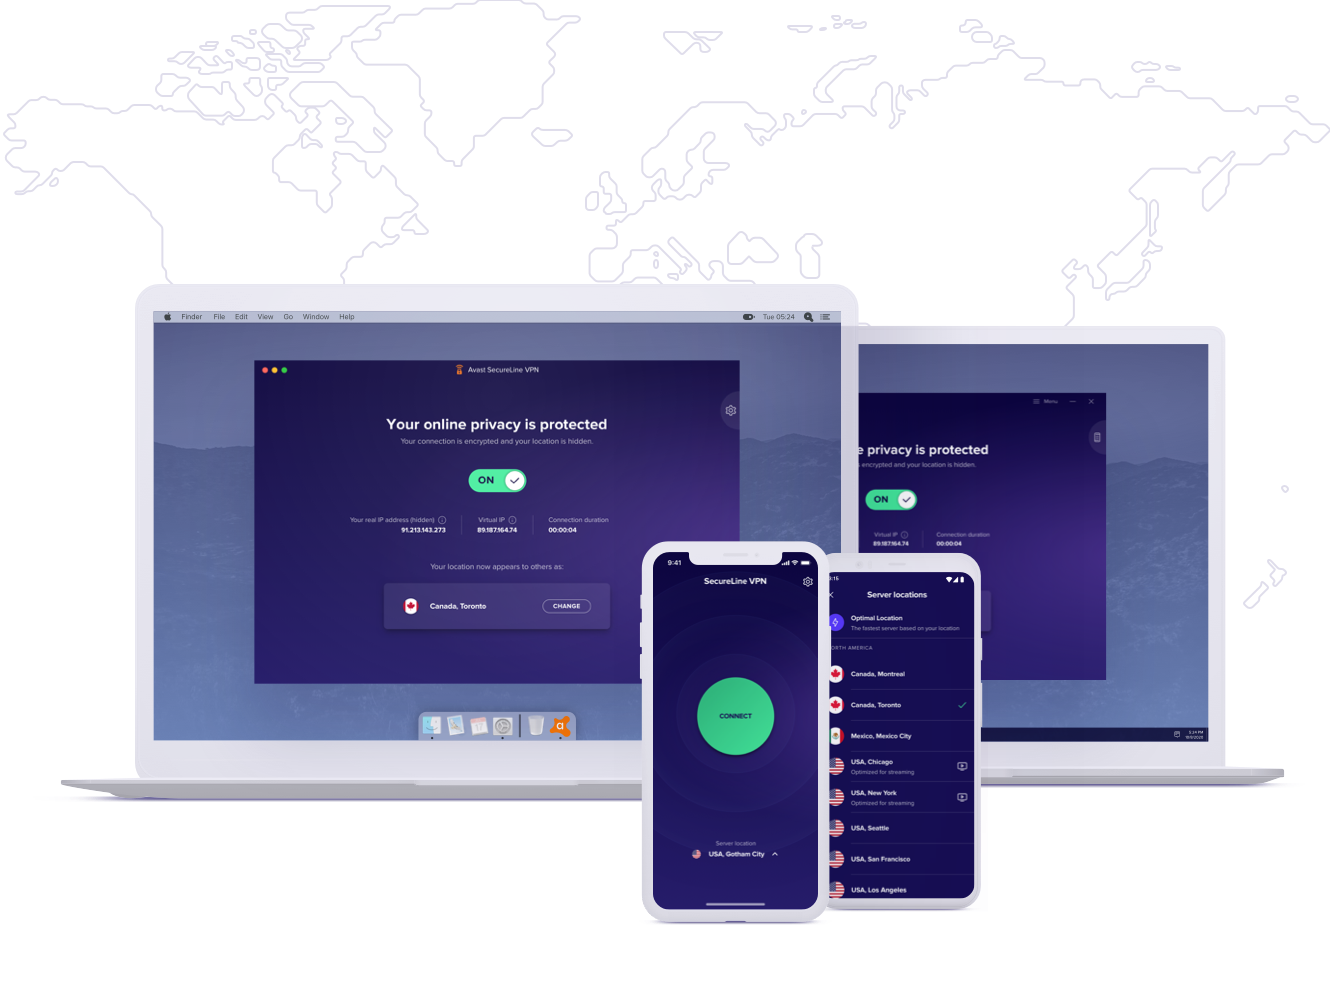 Finder File Edit View Go Window Help
Tue 05:24
Avast SecureLine VPN
Your online privacy is protected
Your connection is encrypted and your location is hidden.
ON
Your real IP address (hidden)
91.213.143.273
Virtual IP
89.187.164.74
Connection duration
00:00:04
Your location now appears to others as:
Canada, Toronto
CHANGE
a
Menu
e privacy is protected
encrypted and your location is hidden.
ON
Virtual IP
89.187.164.74
Connection duration
00:00:04
5:24 PM
9:41
SecureLine VPN
CONNECT
Server location
USA, Gotham City
:15
Server locations
Optimal Location
The fastest server based on your location
ORTH AMERICA
Canada, Montreal
Canada, Toronto
Mexico, Mexico City
USA, Chicago
Optimized for streaming
USA, New York
Optimized for streaming
USA, Seattle
USA, San Francisco
USA, Los Angeles